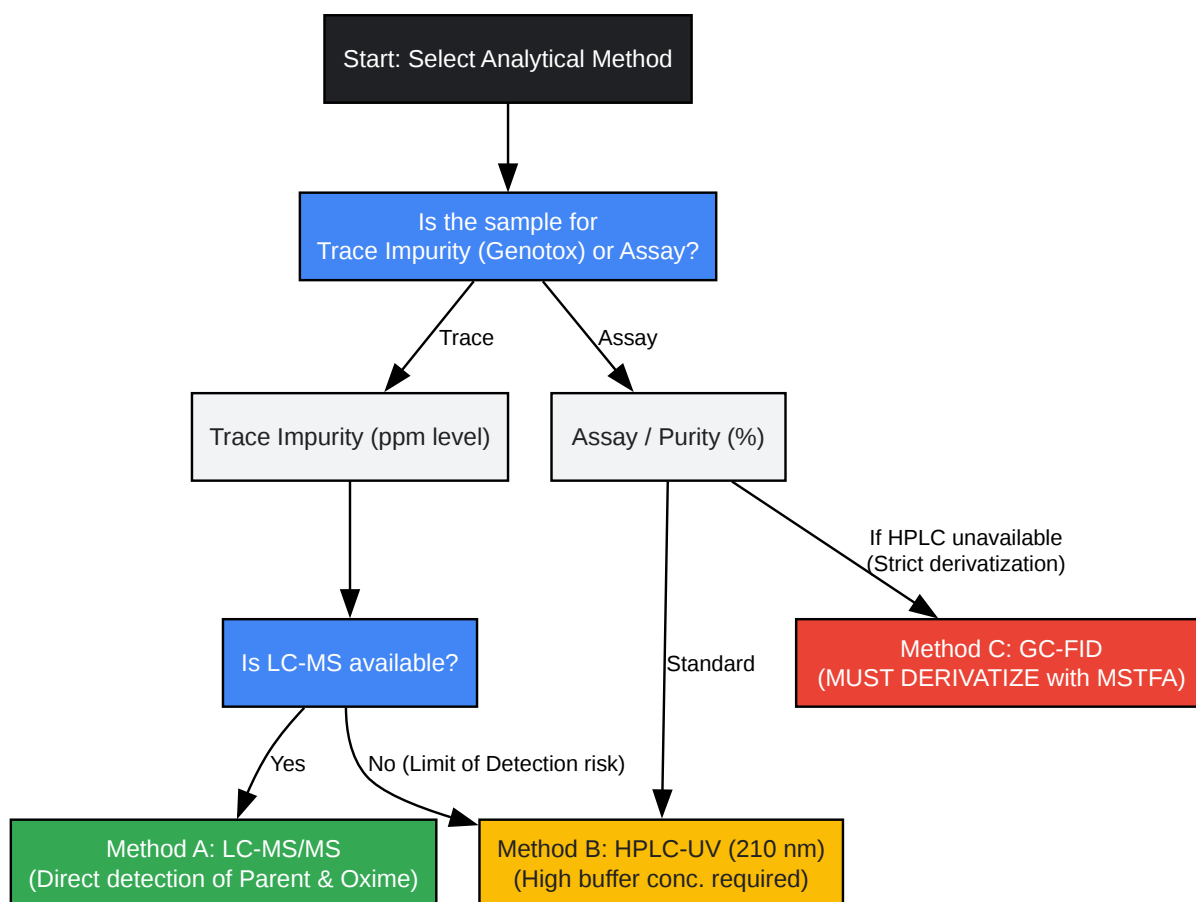 Start: Select Analytical Method
Is the sample for
Trace Impurity (Genotox) or Assay?
Trace
Assay
Trace Impurity (ppm level)
Assay / Purity (%)
If HPLC unavailable
(Strict derivatization)
Is LC-MS available?
Standard
Method C: GC-FID
(MUST DERIVATIZE with MSTFA)
Yes
No (Limit of Detection risk)
Method A: LC-MS/MS
(Direct detection of Parent & Oxime)
Method B: HPLC-UV (210 nm)
(High buffer conc. required)